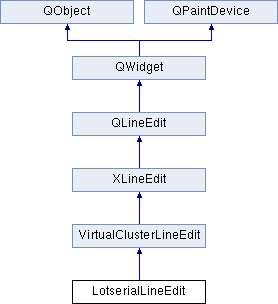 QObject
QPaintDevice
QWidget
QLineEdit
XLineEdit
VirtualClusterLineEdit
LotserialLineEdit